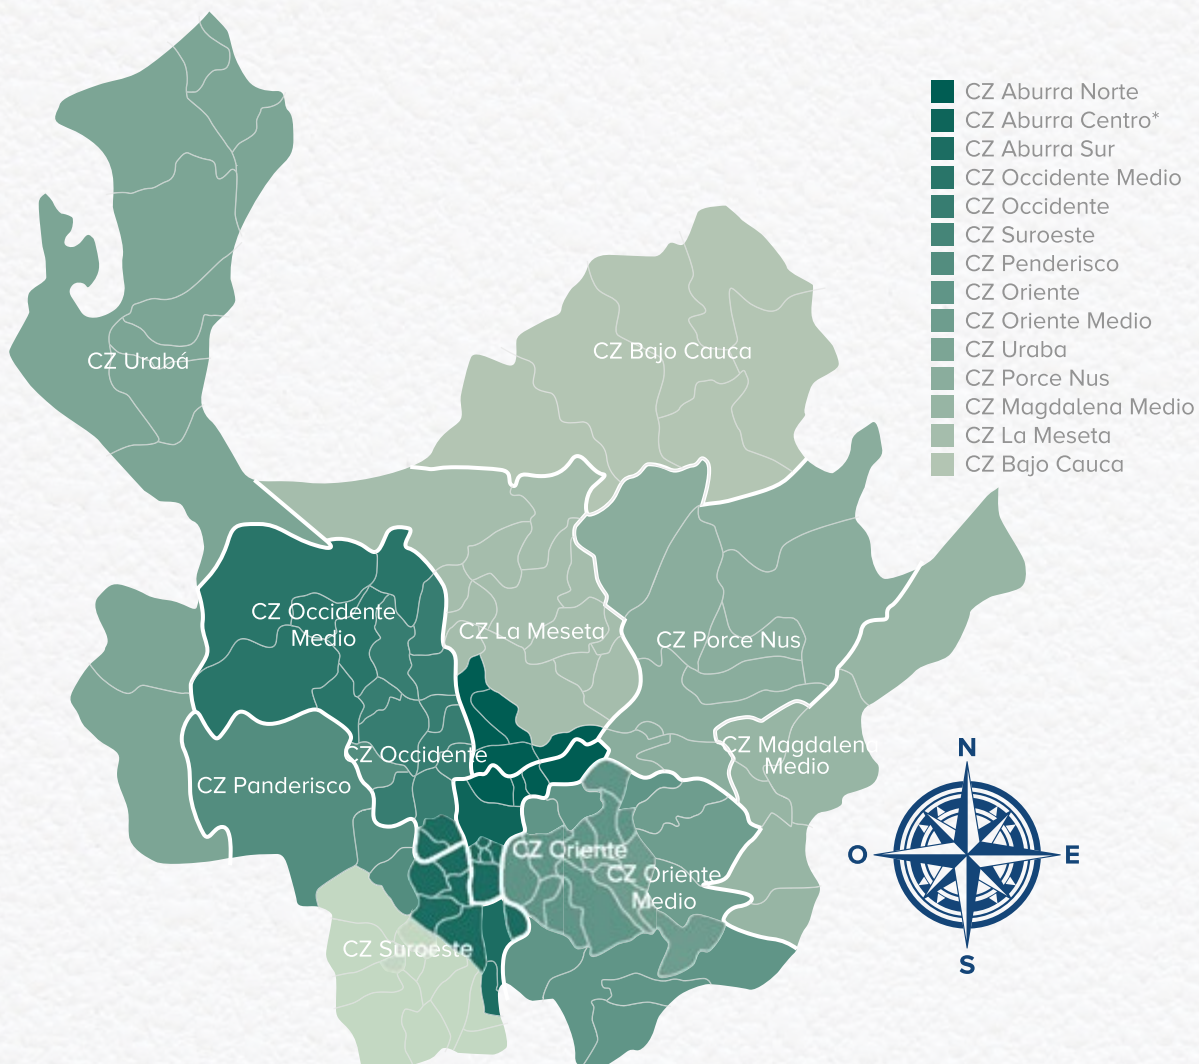 CZ Aburra Norte
CZ Aburra Centro*
CZ Aburra Sur
CZ Occidente Medio
CZ Occidente
CZ Suroeste
CZ Penderisco
CZ Oriente
CZ Oriente Medio
CZ Uraba
CZ Porce Nus
CZ Magdalena Medio
CZ La Meseta
CZ Bajo Cauca
CZ Urabá
CZ Bajo Cauca
CZ Occidente
Medio
CZ La Meseta
CZ Porce Nus
CZ Occidente
CZ Magdalena
Medio
CZ Panderisco
CZ Oriente
CZ Oriente
Medio
CZ Suroeste
N
O
E
S